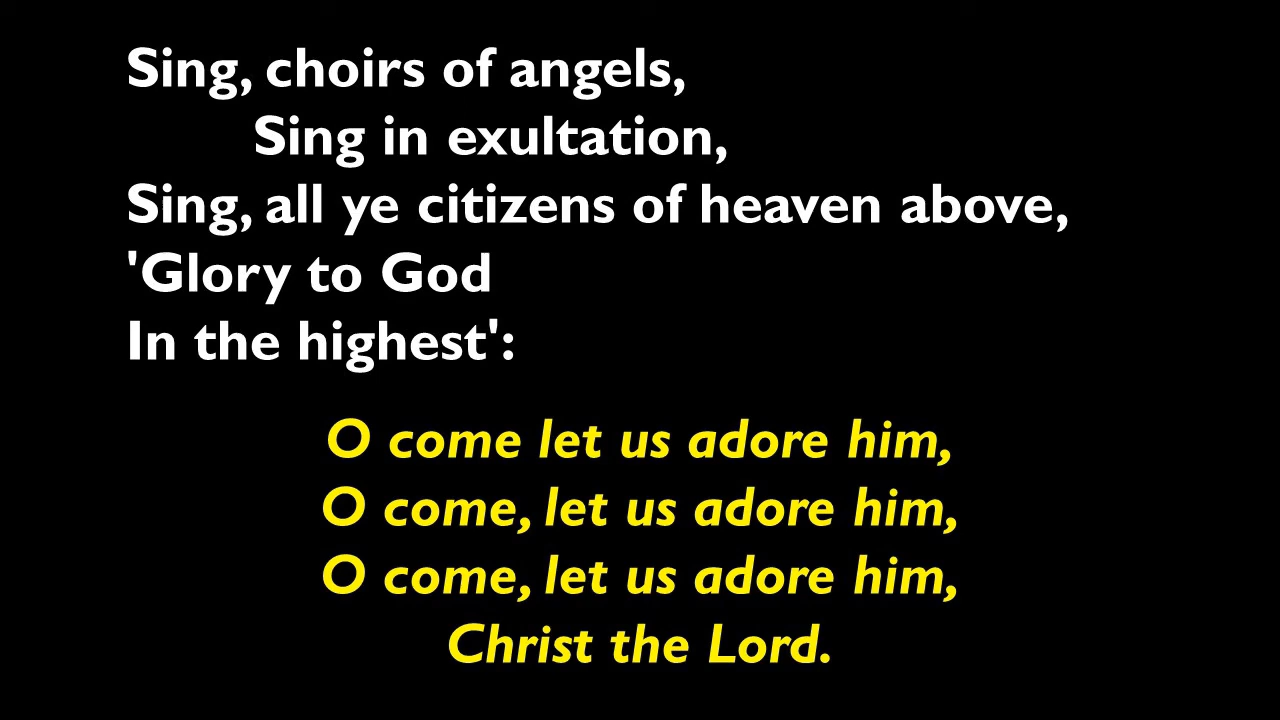 Sing, choirs of angels,
Sing in exultation,
Sing, all ye citizens of heaven above,
'Glory to God
In the highest':
O come let us adore him,
O come, let us adore him,
O come, let us adore him,
Christ the Lord.